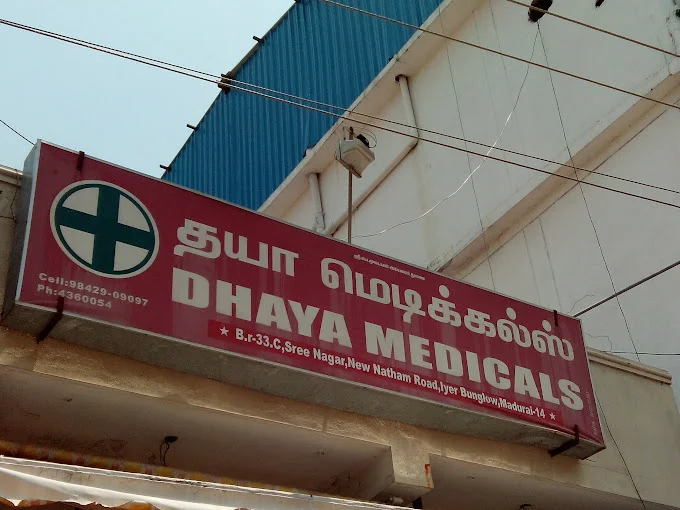 தயா மெடிக்கல்ஸ்
DHAYA MEDICALS
Cell:98429-09097
Ph:4360054
★ B.r-33.C,Sree Nagar,New Natham Road,Iyer Bunglow,Madurai-14 ★